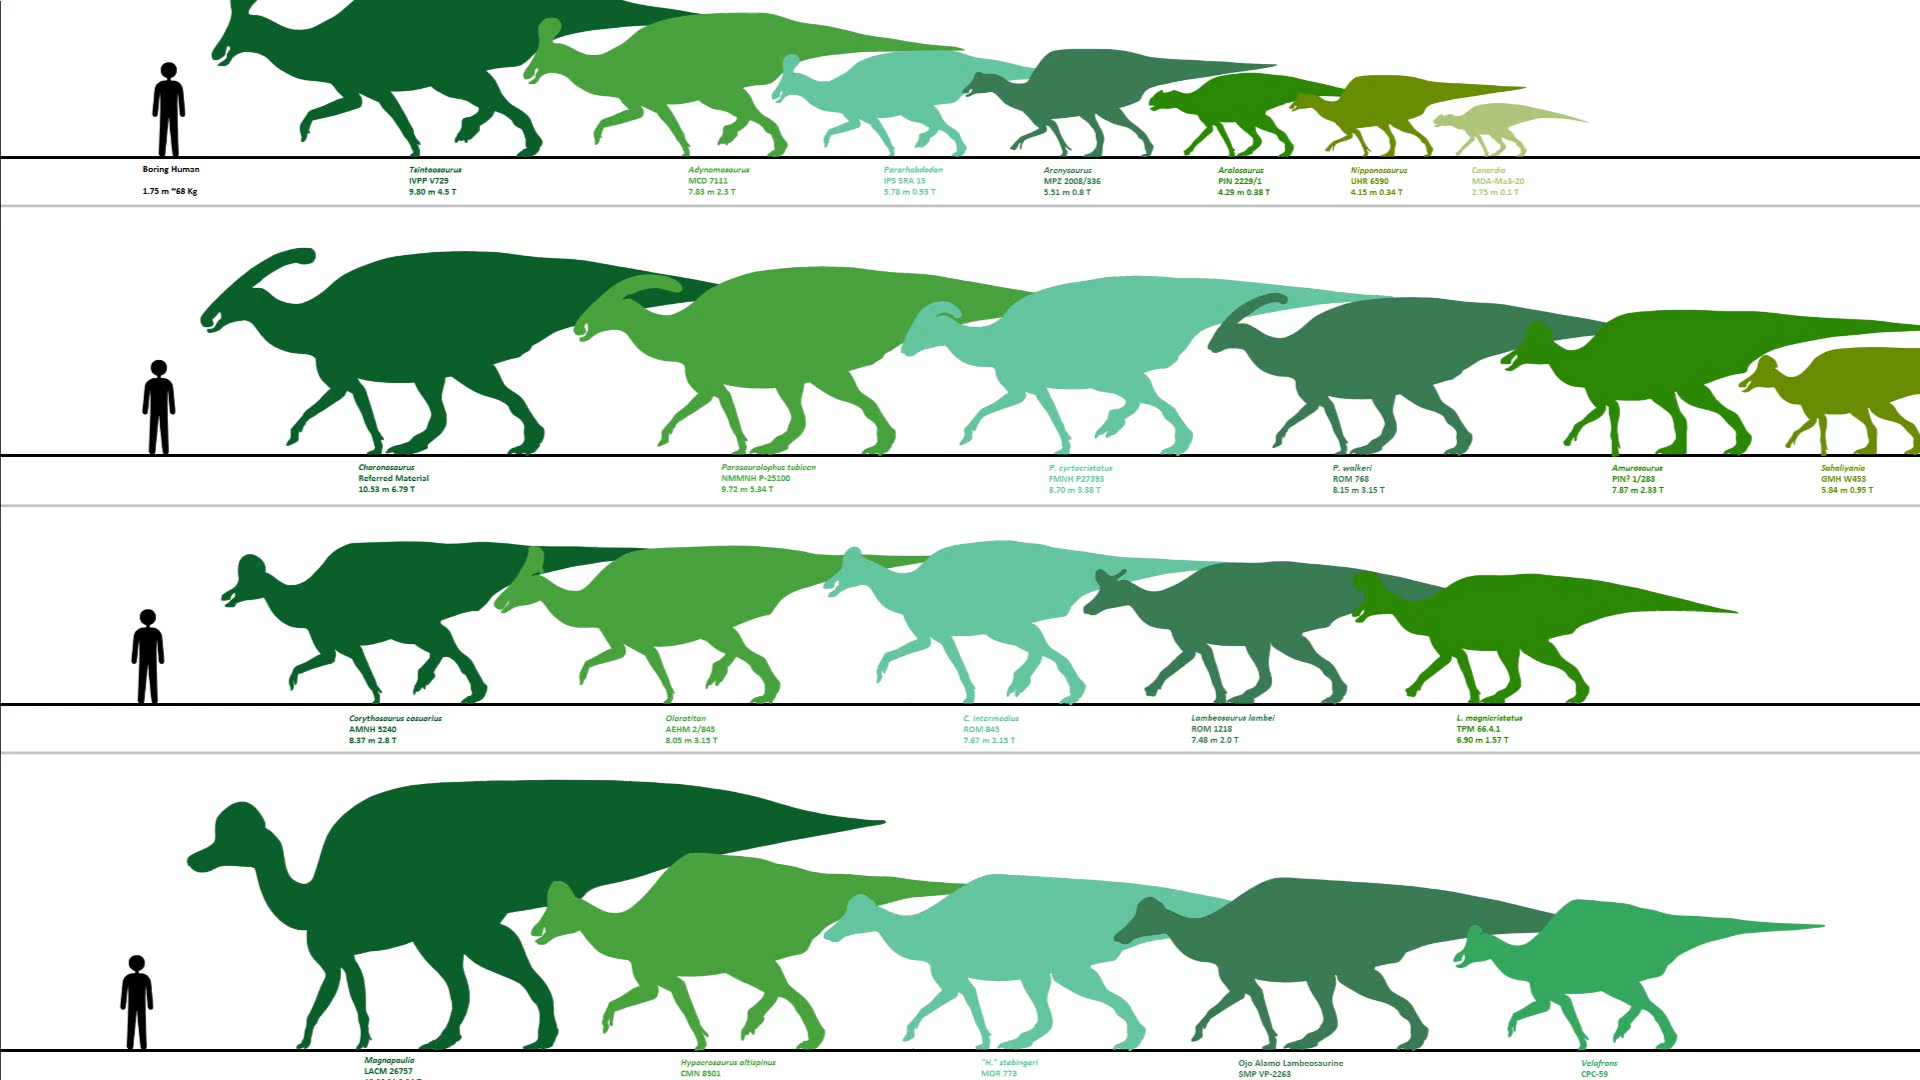 Boring Human
1.75 m ~68 Kg
Tsintaosaurus
IVPP V729
9.80 m 4.5 T
Adynomosaurus
MCD 7111
7.83 m 2.3 T
Pararhabdodon
IPS SRA 15
5.78 m 0.93 T
Arenysaurus
MPZ 2008/336
5.51 m 0.8 T
Aralosaurus
PIN 2229/1
4.29 m 0.38 T
Nipponosaurus
UHR 6590
4.15 m 0.34 T
Canardia
MDA-Ma3-20
2.75 m 0.1 T
Charonosaurus
Referred Material
10.53 m 6.79 T
Parasaurolophus tubicen
NMMNH P-25100
9.72 m 5.34 T
P. cyrtocristatus
FMNH P27393
8.70 m 3.38 T
P. walkeri
ROM 768
8.15 m 3.15 T
Amurosaurus
PIN? 1/283
7.87 m 2.33 T
Sahaliyania
GMH W453
5.84 m 0.95 T
Corythosaurus casuarius
AMNH 5240
8.37 m 2.8 T
Olorotitan
AEHM 2/845
8.05 m 3.15 T
C. intermedius
ROM 845
7.67 m 2.15 T
Lambeosaurus lambei
ROM 1218
7.48 m 2.0 T
L. magnicristatus
TPM 66.4.1
6.90 m 1.57 T
Magnapaulia
LACM 26757
Hypacrosaurus altispinus
CMN 8501
"H." stebingeri
MOR 773
Ojo Alamo Lambeosaurine
SMP VP-2263
Velafrons
CPC-59